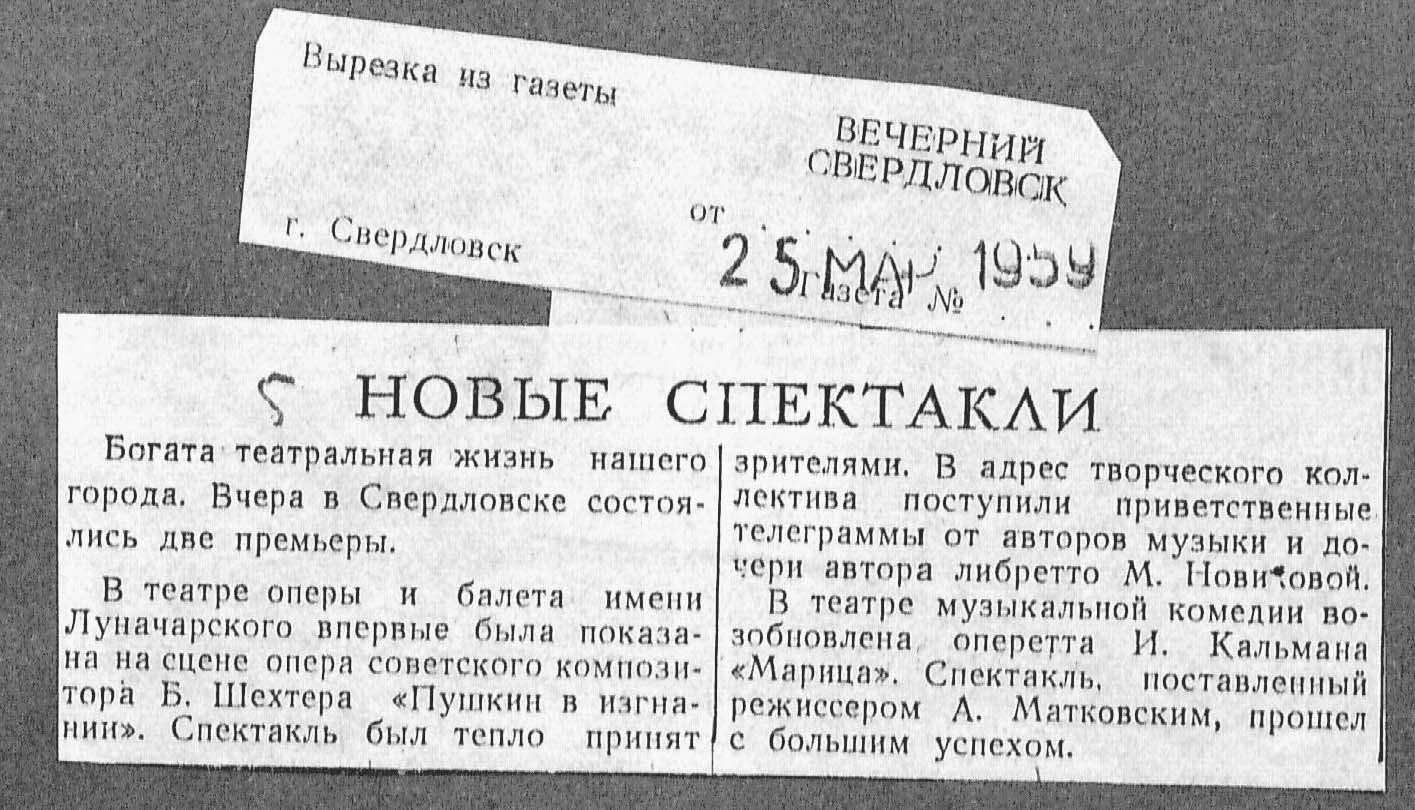 Вырезка из газеты
ВЕЧЕРНИЙ
СВЕРДЛОВСК
от
25 МАР 1959
г. Свердловск
Газета №
НОВЫЕ СПЕКТАКЛИ
Богата театральная жизнь нашего
города. Вчера в Свердловске состоя-
лись две премьеры.
В театре оперы и балета имени
Луначарского впервые была показа-
на на сцене опера советского компози-
тора Б. Шехтера «Пушкин в изгна-
нии». Спектакль был тепло принят
зрителями. В адрес творческого кол-
лектива поступили приветственные
телеграммы от авторов музыки и до-
чери автора либретто М. Новиковой.
В театре музыкальной комедии во-
зобновлена оперетта И. Кальмана
«Марица». Спектакль, поставленный
режиссером А. Матковским, прошел
с большим успехом.